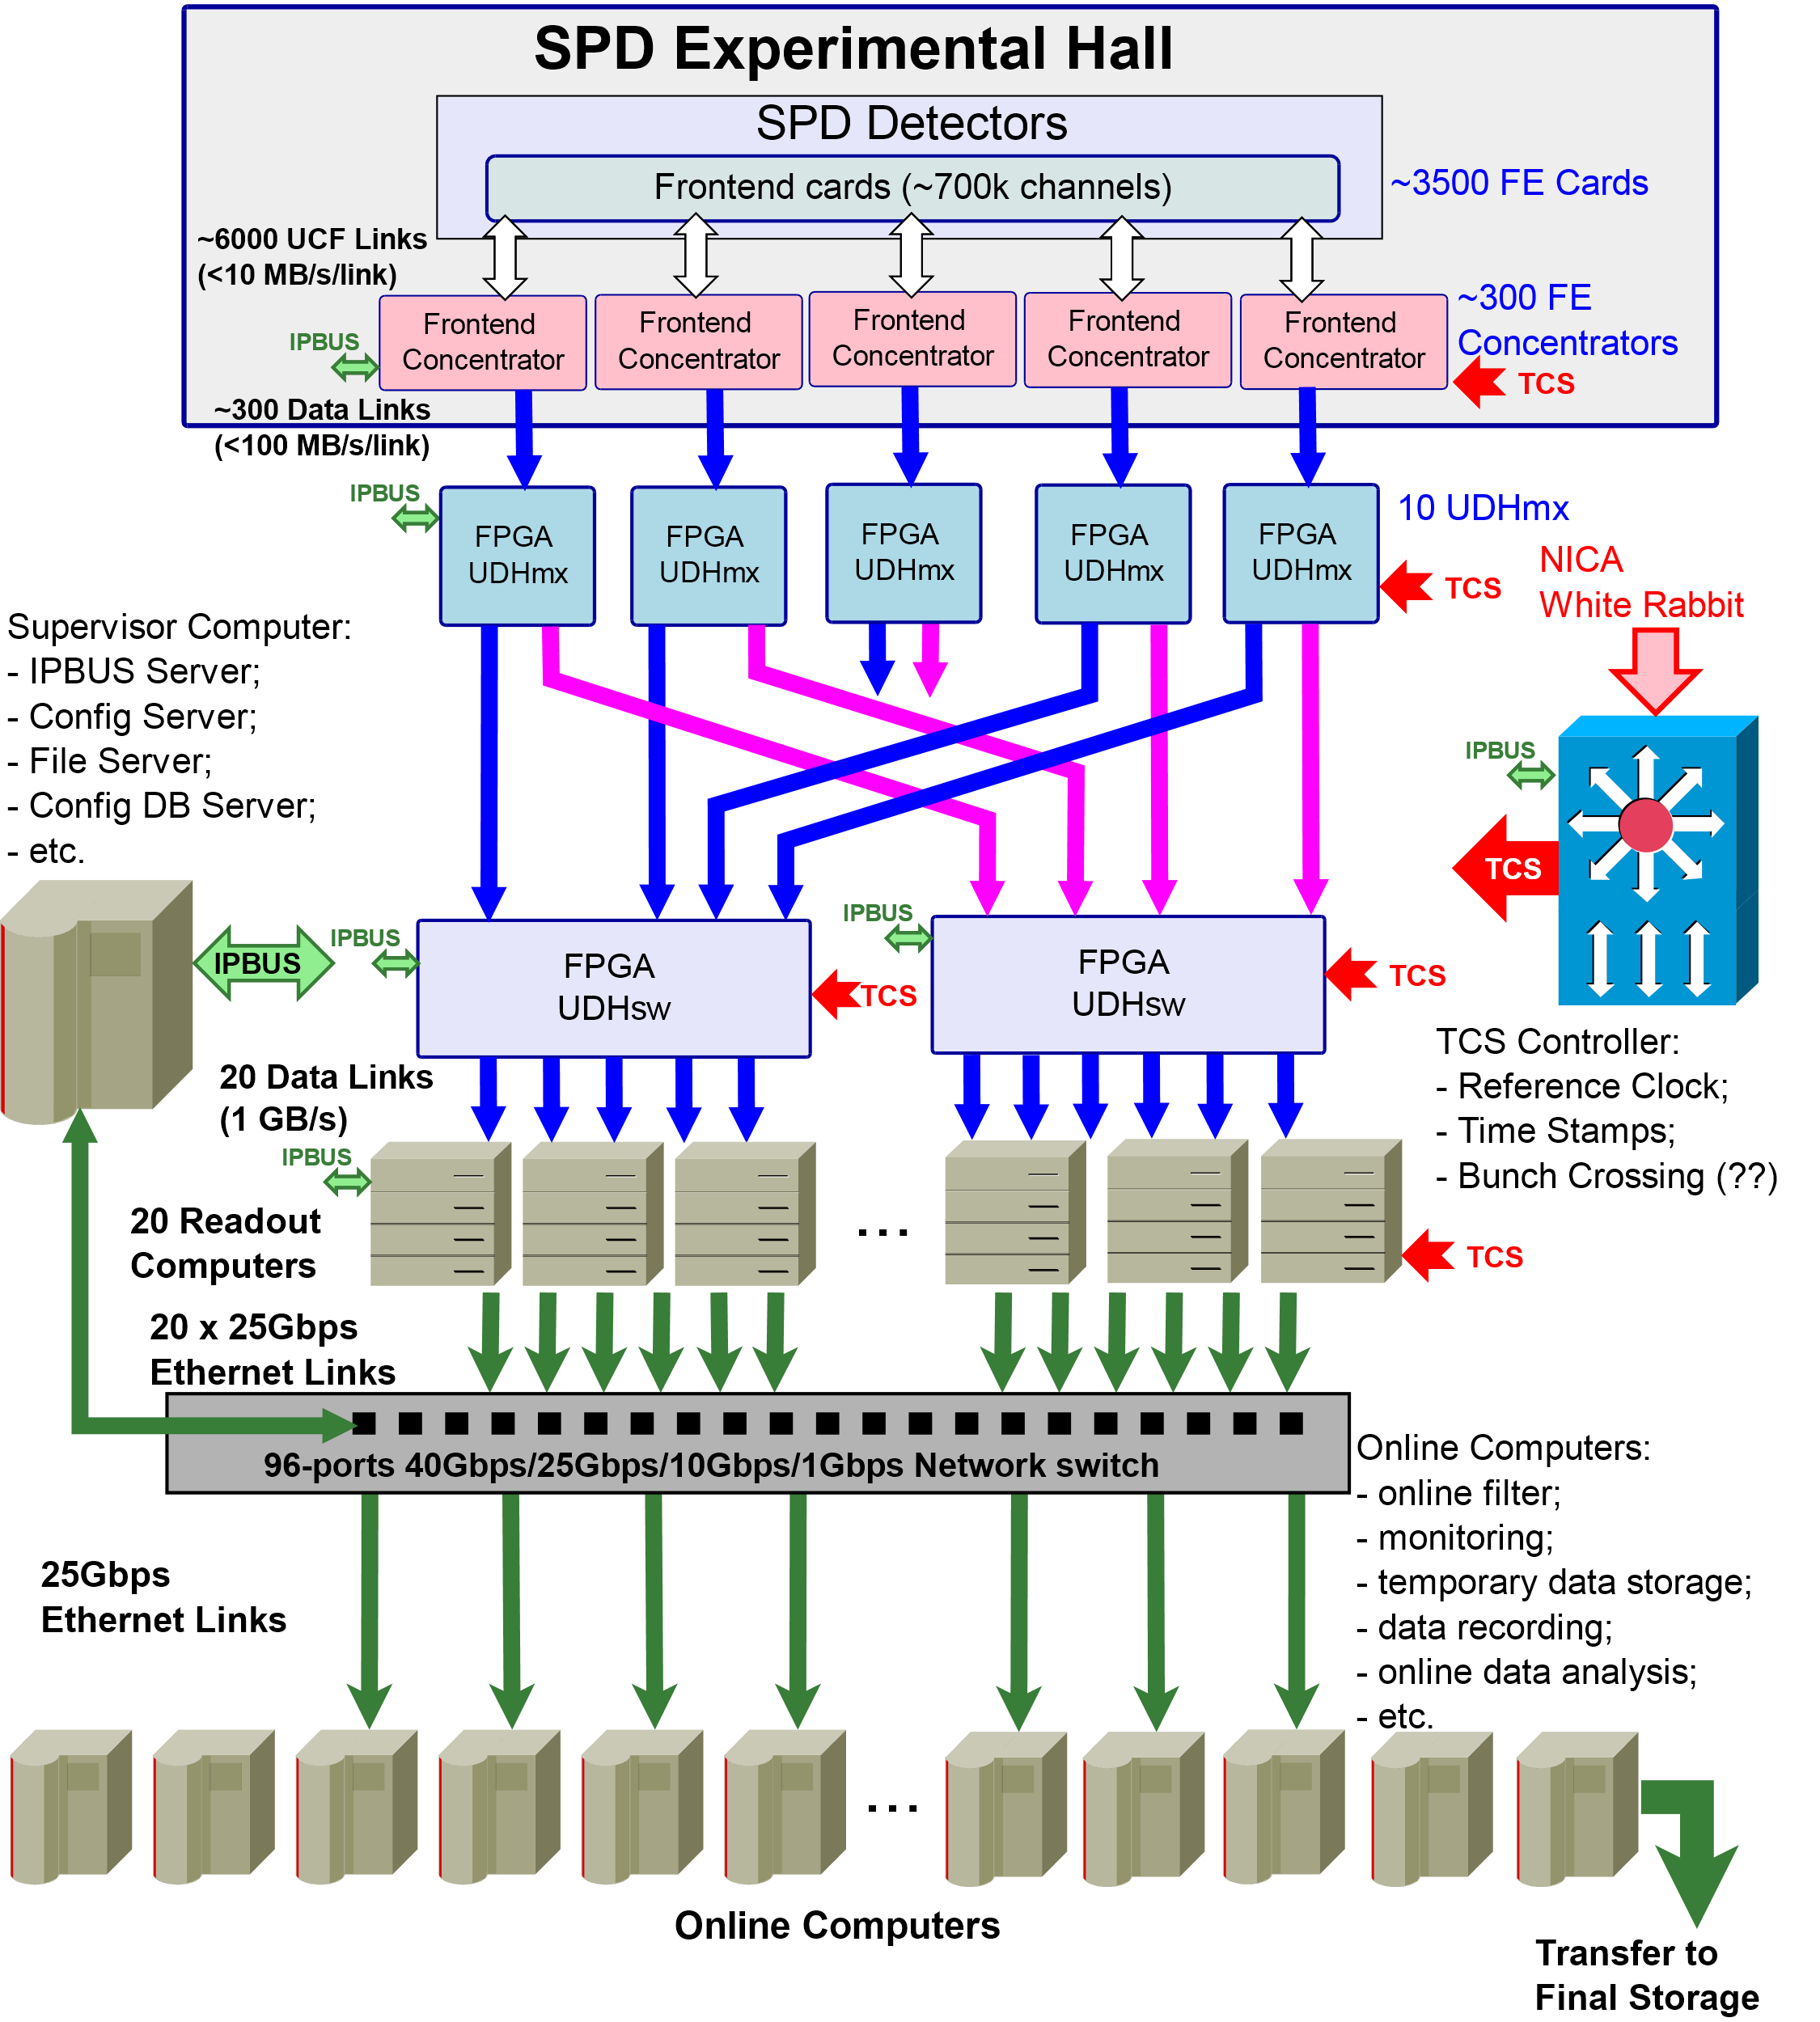 SPD Experimental Hall
SPD Detectors
Frontend cards (~700k channels)
~3500 FE Cards
~6000 UCF Links
(<10 MB/s/link)
~300 FE
Concentrators
IPBUS
Frontend
Concentrator
Frontend
Concentrator
Frontend
Concentrator
Frontend
Concentrator
Frontend
Concentrator
TCS
~300 Data Links
(<100 MB/s/link)
IPBUS
FPGA
UDHmx
FPGA
UDHmx
FPGA
UDHmx
FPGA
UDHmx
FPGA
UDHmx
10 UDHmx
TCS
NICA
White Rabbit
Supervisor Computer:
- IPBUS Server;
- Config Server;
- File Server;
- Config DB Server;
- etc.
IPBUS
TCS
IPBUS
IPBUS
FPGA
UDHsw
TCS
IPBUS
FPGA
UDHsw
TCS
TCS Controller:
- Reference Clock;
- Time Stamps;
- Bunch Crossing (??)
20 Data Links
(1 GB/s)
IPBUS
20 Readout
Computers
...
TCS
20 x 25Gbps
Ethernet Links
96-ports 40Gbps/25Gbps/10Gbps/1Gbps Network switch
Online Computers:
- online filter;
- monitoring;
- temporary data storage;
- data recording;
- online data analysis;
- etc.
25Gbps
Ethernet Links
...
Online Computers
Transfer to
Final Storage